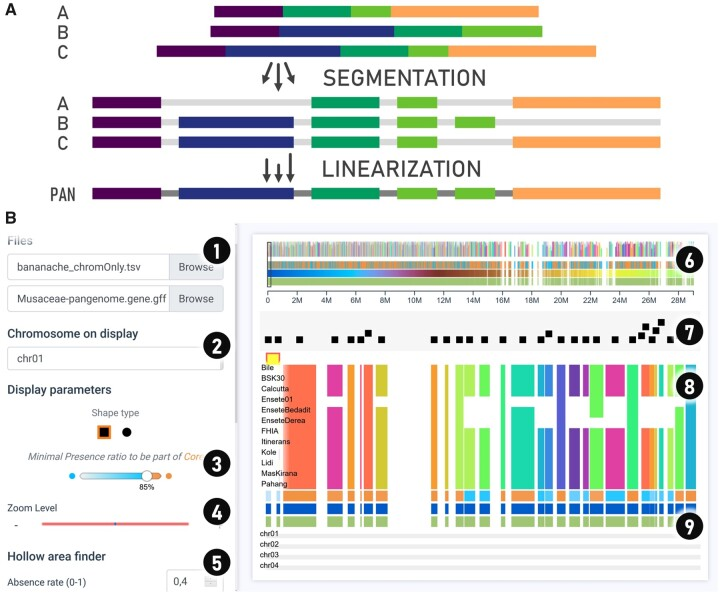 A
A
B
C
SEGMENTATION
A
B
C
LINEARIZATION
PAN
B
Files
1
bananache_chromOnly.tsv
Browse
Musaceae-pangenome.gene.gff
Browse
Chromosome on display
2
chr01
Display parameters
Shape type
Minimal Presence ratio to be part of Core
3
85%
Zoom Level
4
-
Hollow area finder
5
Absence rate (0-1)
0,4
6
0 2M 4M 6M 8M 10M 12M 14M 16M 18M 20M 22M 24M 26M 28M
7
8
Bile
BSK30
Calcutta
Ensete01
EnseteBedadit
EnseteDerea
FHIA
Itinerans
Kole
Lidi
MasKirana
Pahang
9
chr01
chr02
chr03
chr04